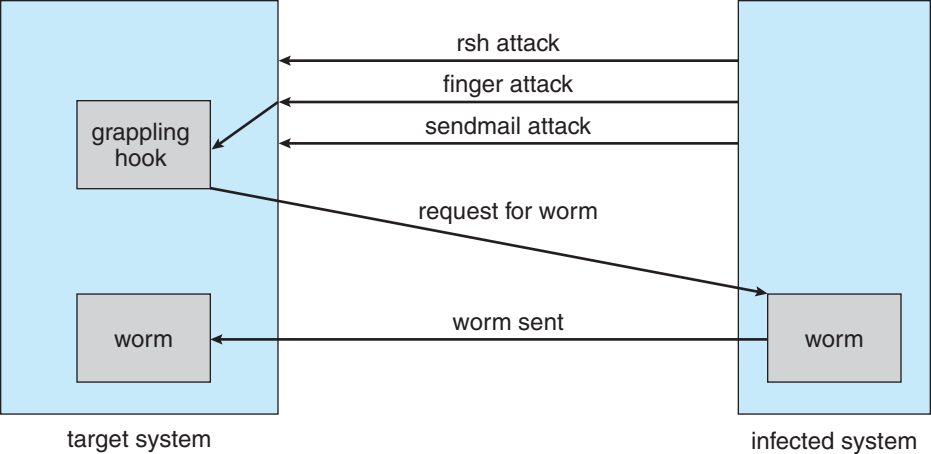 rsh attack
finger attack
sendmail attack
grappling
hook
request for worm
worm
worm sent
worm
target system
infected system